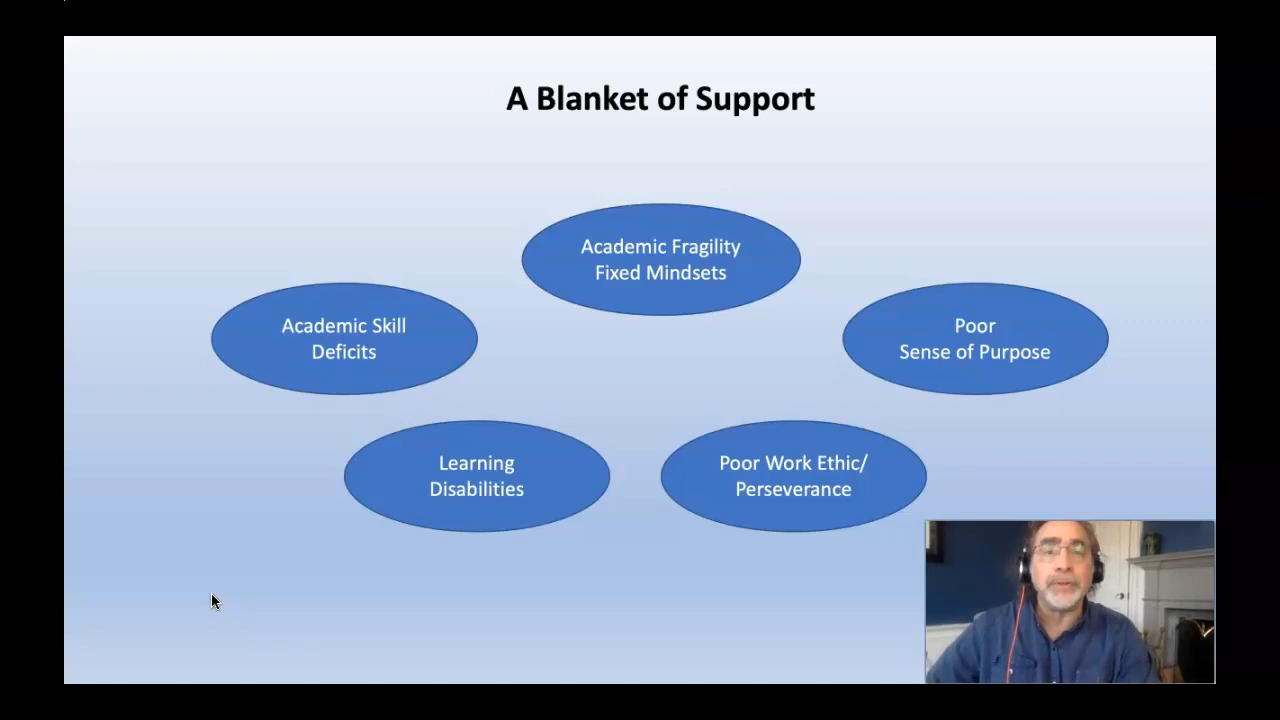 A Blanket of Support
Academic Fragility
Fixed Mindsets
Academic Skill
Deficits
Poor
Sense of Purpose
Learning
Disabilities
Poor Work Ethic/
Perseverance